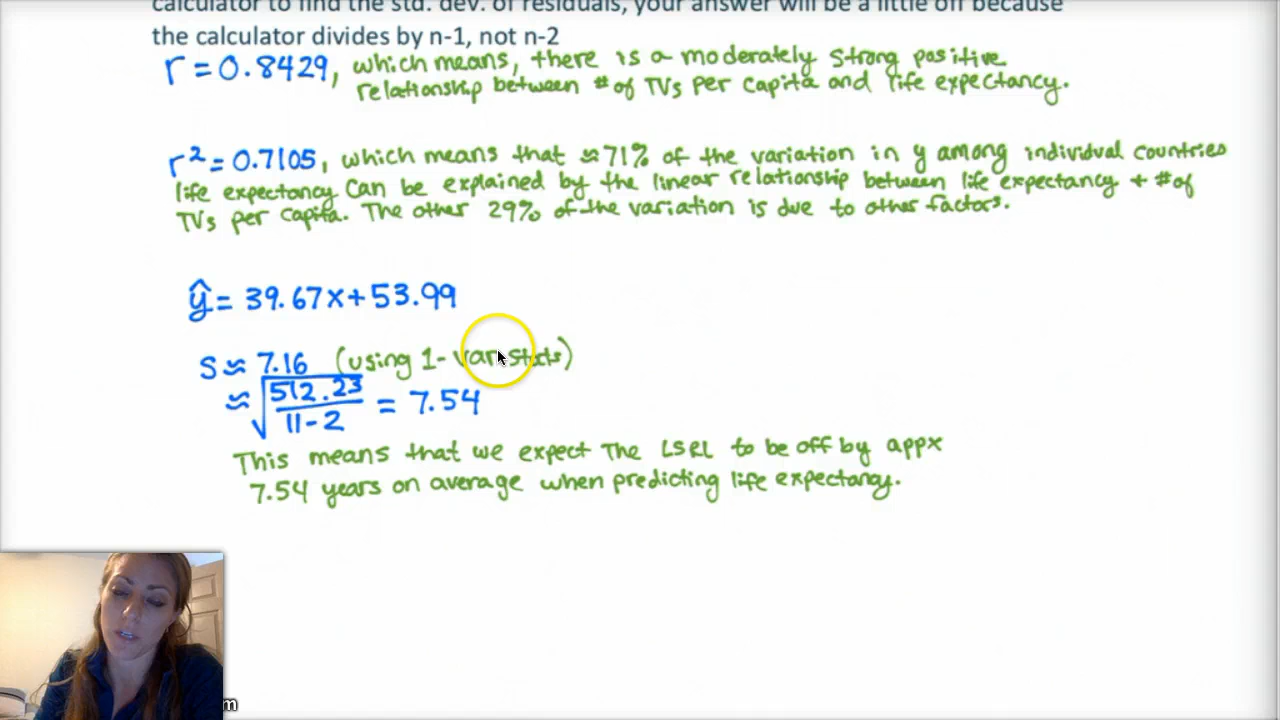 calculator to find the std. dev. of residuals, your answer will be a little off because
the calculator divides by n-1, not n-2
r = 0.8429, which means, there is a moderately strong positive
relationship between # of TVs per capita and life expectancy.
r² = 0.7105, which means that ≈71% of the variation in y among individual countries
life expectancy can be explained by the linear relationship between life expectancy + # of
TVs per capita. The other 29% of the variation is due to other factors.
ŷ = 39.67x + 53.99
S ≈ 7.16 (using 1-var stats)
≈ √(512.23 / 11-2) = 7.54
This means that we expect the LSRL to be off by appx
7.54 years on average when predicting life expectancy.
m